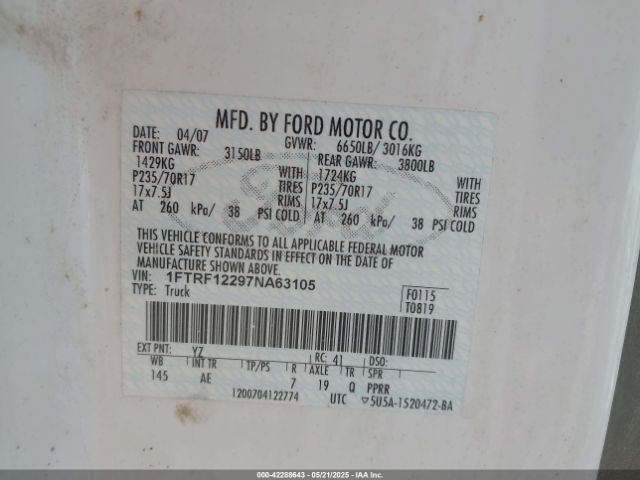 MFD. BY FORD MOTOR CO.
DATE: 04/07 GVWR: 6650LB/ 3016KG
FRONT GAWR: 3150LB REAR GAWR: 3800LB
1429KG WITH 1724KG WITH
P235/70R17 TIRES P235/70R17 TIRES
17x7.5J RIMS 17x7.5J RIMS
AT 260 kPa/ 38 PSI COLD AT 260 kPa/ 38 PSI COLD
THIS VEHICLE CONFORMS TO ALL APPLICABLE FEDERAL MOTOR
VEHICLE SAFETY STANDARDS IN EFFECT ON THE DATE OF
MANUFACTURE SHOWN ABOVE.
VIN: 1FTRF12297NA63105
TYPE: Truck
F0115
T0819
EXT PNT: YZ RC: 41 DSO:
WB INT TR TP/PS R AXLE TR SPR
145 AE 7 19 Q PPRR
1200704122774 UTC ▽5U5A-1520472-BA
Ford
000-42288643 - 05/21/2025 - IAAI, Inc. Copyright